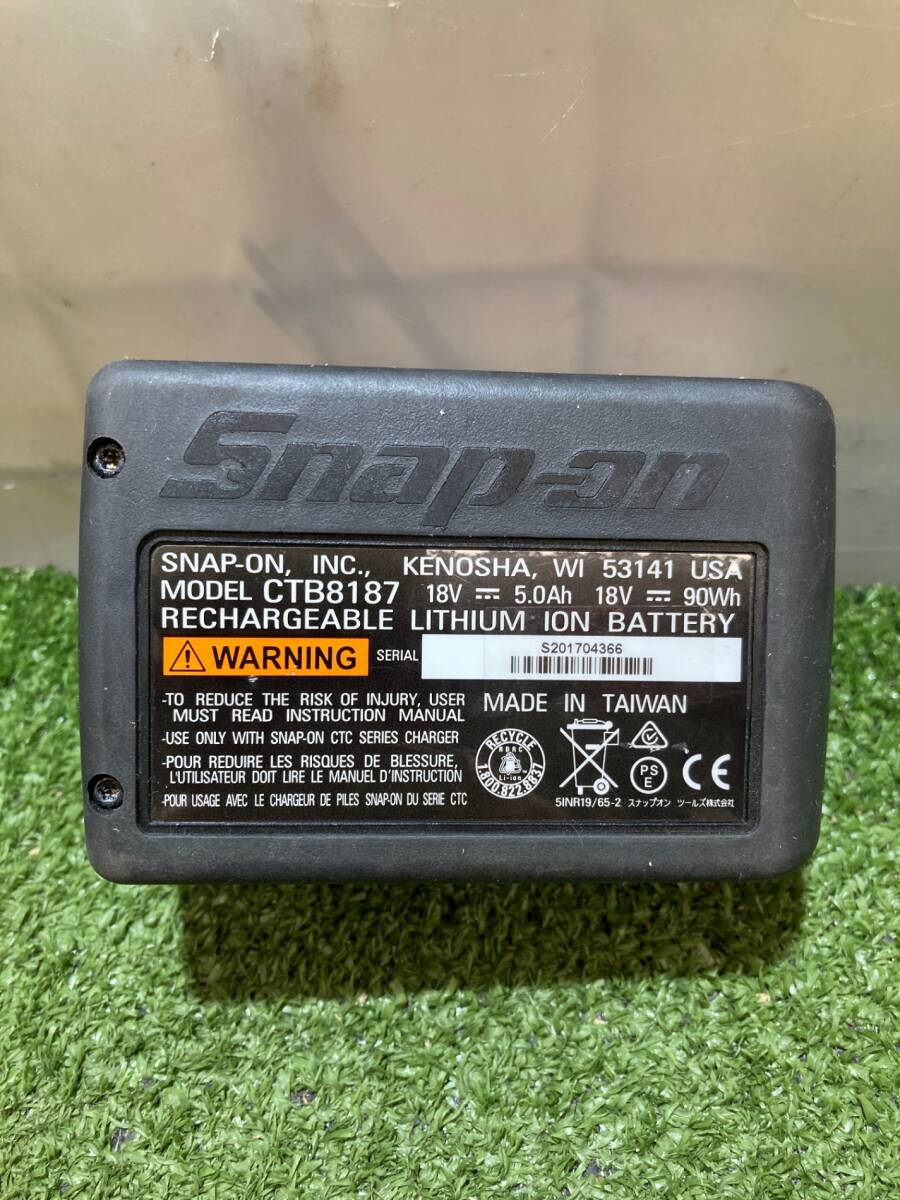 Snap-on
SNAP-ON, INC., KENOSHA, WI 53141 USA
MODEL CTB8187 18V ⎓ 5.0Ah 18V ⎓ 90Wh
RECHARGEABLE LITHIUM ION BATTERY
WARNING SERIAL S201704366
-TO REDUCE THE RISK OF INJURY, USER
MUST READ INSTRUCTION MANUAL
-USE ONLY WITH SNAP-ON CTC SERIES CHARGER
-POUR REDUIRE LES RISQUES DE BLESSURE,
L'UTILISATEUR DOIT LIRE LE MANUEL D'INSTRUCTION
-POUR USAGE AVEC LE CHARGEUR DE PILES SNAP-ON DU SERIE CTC
MADE IN TAIWAN
RECYCLE
RBRC
Li-ion
1.800.822.8837
PS
E
CE
5INR19/65-2 スナップオン ツールズ株式会社